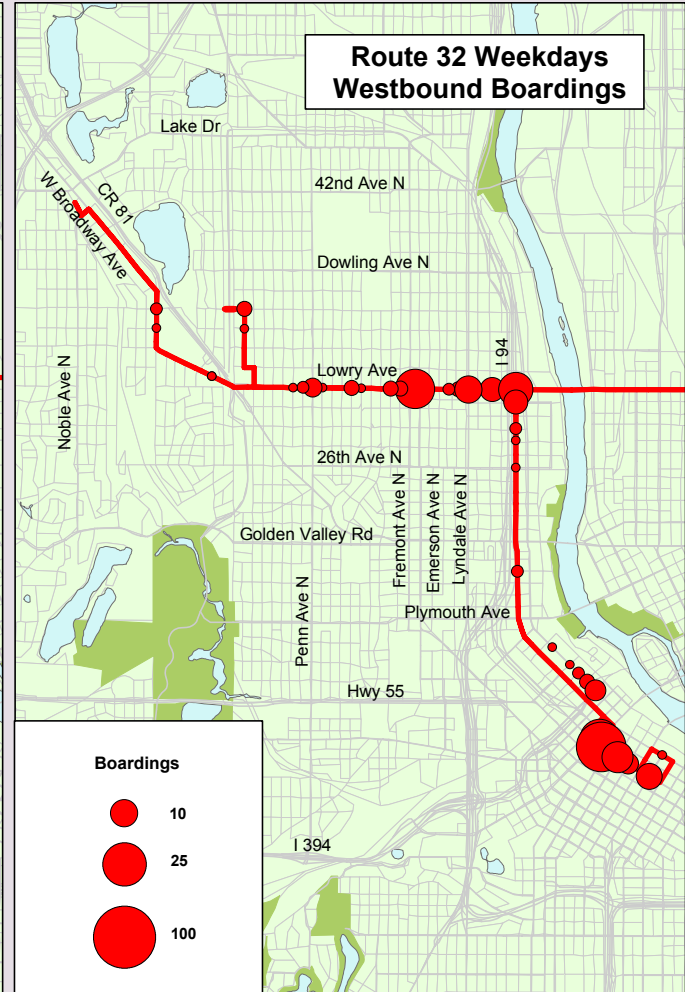 Route 32 Weekdays
Westbound Boardings
Lake Dr
42nd Ave N
CR 81
W Broadway Ave
Dowling Ave N
I 94
Lowry Ave
Noble Ave N
26th Ave N
Fremont Ave N
Emerson Ave N
Lyndale Ave N
Golden Valley Rd
Penn Ave N
Plymouth Ave
Hwy 55
I 394
Boardings
10
25
100